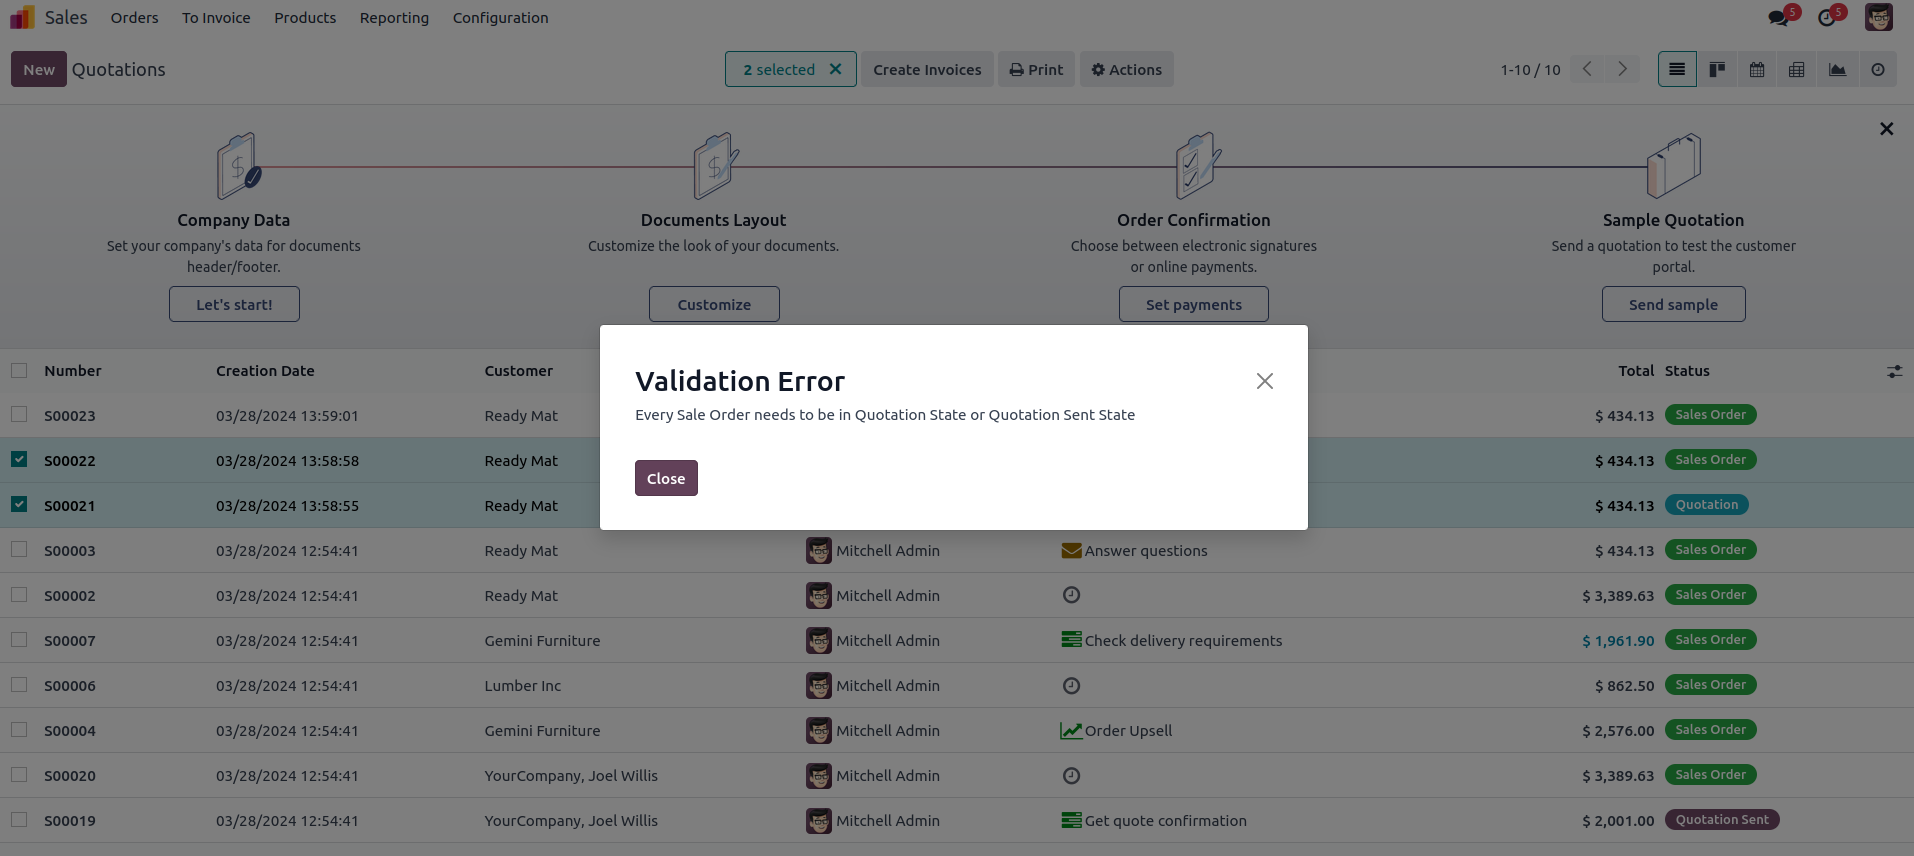 Sales Orders To Invoice Products Reporting Configuration 5 5
New Quotations 2 selected Create Invoices Print Actions 1-10 / 10
Company Data Documents Layout Order Confirmation Sample Quotation
Set your company's data for documents Customize the look of your documents. Choose between electronic signatures Send a quotation to test the customer
header/footer. or online payments. portal.
Let's start! Customize Set payments Send sample
Number Creation Date Customer Total Status
Validation Error
Every Sale Order needs to be in Quotation State or Quotation Sent State
Close
S00023 03/28/2024 13:59:01 Ready Mat $ 434.13 Sales Order
S00022 03/28/2024 13:58:58 Ready Mat $ 434.13 Sales Order
S00021 03/28/2024 13:58:55 Ready Mat $ 434.13 Quotation
S00003 03/28/2024 12:54:41 Ready Mat Mitchell Admin Answer questions $ 434.13 Sales Order
S00002 03/28/2024 12:54:41 Ready Mat Mitchell Admin $ 3,389.63 Sales Order
S00007 03/28/2024 12:54:41 Gemini Furniture Mitchell Admin Check delivery requirements $ 1,961.90 Sales Order
S00006 03/28/2024 12:54:41 Lumber Inc Mitchell Admin $ 862.50 Sales Order
S00004 03/28/2024 12:54:41 Gemini Furniture Mitchell Admin Order Upsell $ 2,576.00 Sales Order
S00020 03/28/2024 12:54:41 YourCompany, Joel Willis Mitchell Admin $ 3,389.63 Sales Order
S00019 03/28/2024 12:54:41 YourCompany, Joel Willis Mitchell Admin Get quote confirmation $ 2,001.00 Quotation Sent